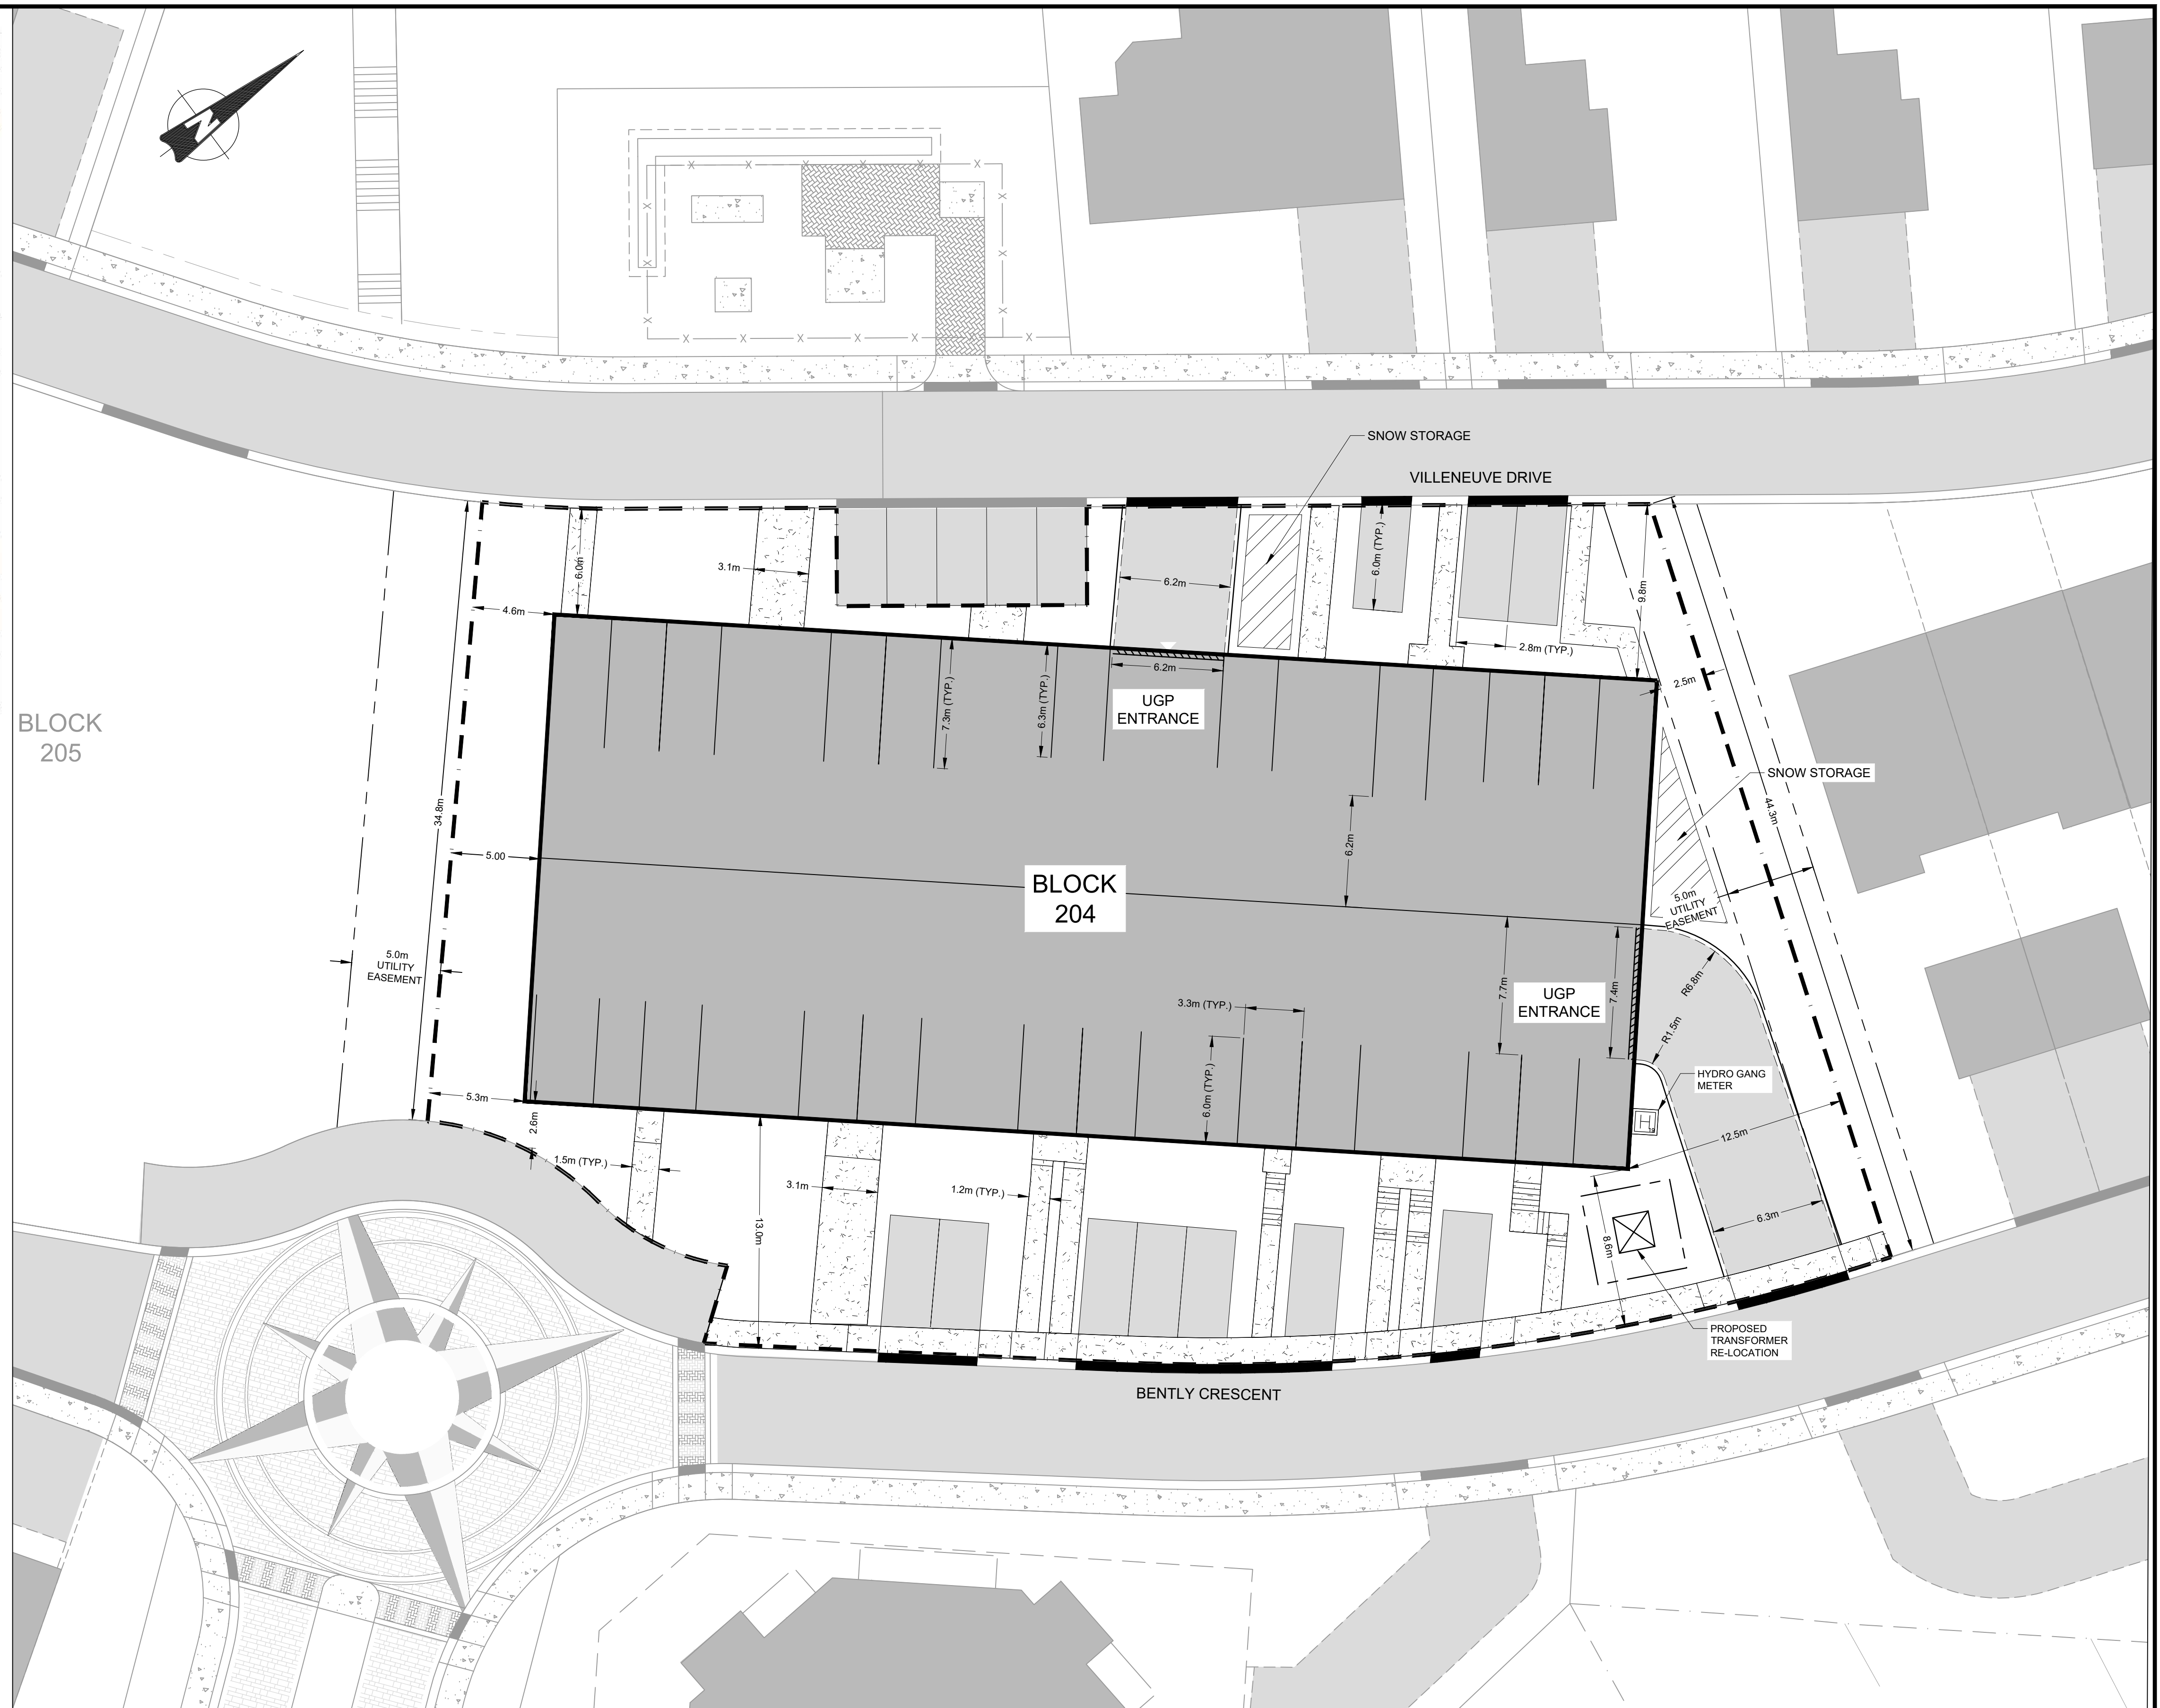 N
SNOW STORAGE
VILLENEUVE DRIVE
6.0m
3.1m
6.2m
6.0m (TYP.)
9.8m
4.6m
2.8m (TYP.)
6.2m
2.5m
7.3m (TYP.)
6.3m (TYP.)
UGP
ENTRANCE
BLOCK
205
SNOW STORAGE
34.8m
44.3m
6.2m
5.00
BLOCK
204
5.0m
UTILITY
EASEMENT
5.0m
UTILITY
EASEMENT
7.7m
7.4m
R6.8m
UGP
ENTRANCE
3.3m (TYP.)
R1.5m
HYDRO GANG
METER
5.3m
6.0m (TYP.)
2.6m
12.5m
1.5m (TYP.)
3.1m
1.2m (TYP.)
13.0m
6.3m
8.6m
H
PROPOSED
TRANSFORMER
RE-LOCATION
BENTLY CRESCENT